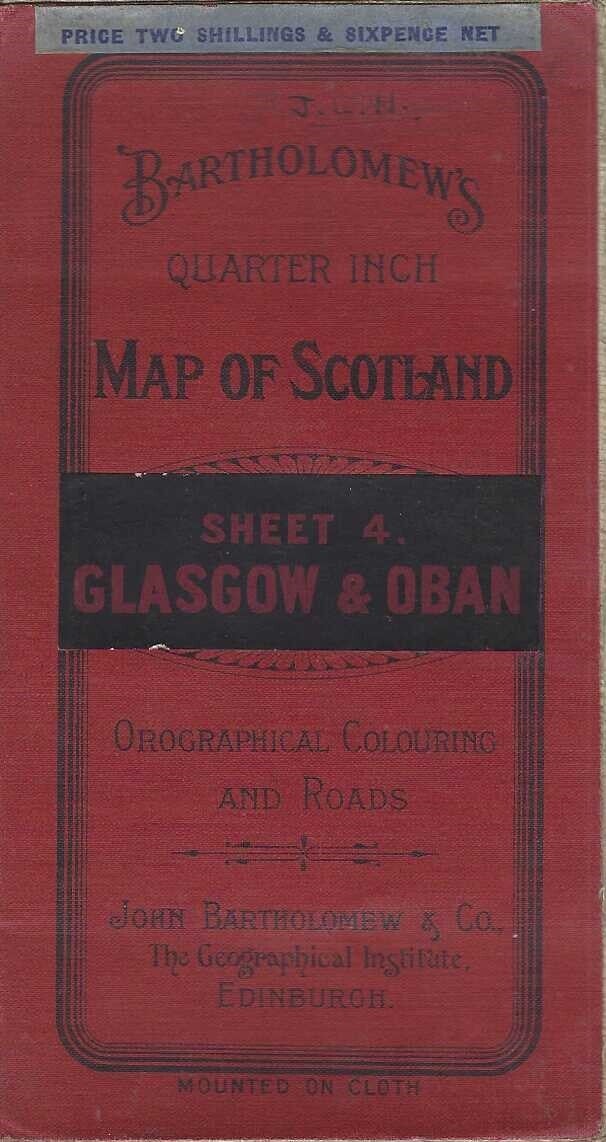 PRICE TWO SHILLINGS & SIXPENCE NET
BARTHOLOMEW'S
QUARTER INCH
MAP OF SCOTLAND
SHEET 4.
GLASGOW & OBAN
OROGRAPHICAL COLOURING
AND ROADS
JOHN BARTHOLOMEW & CO.,
The Geographical Institute,
EDINBURGH.
MOUNTED ON CLOTH